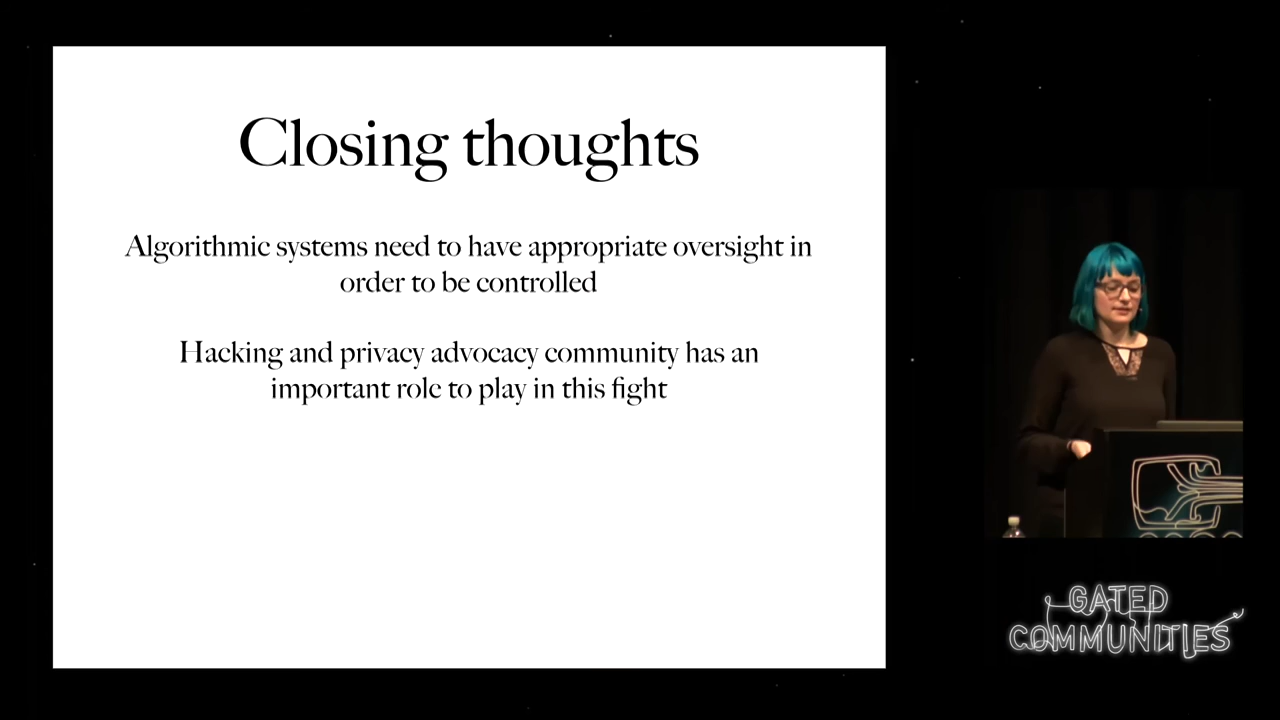 Closing thoughts
Algorithmic systems need to have appropriate oversight in
order to be controlled
Hacking and privacy advocacy community has an
important role to play in this fight
GATED
COMMUNITIES